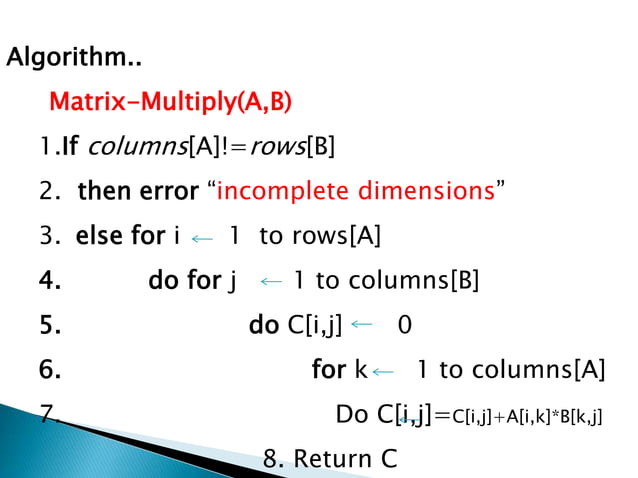 Algorithm..
Matrix-Multiply(A,B)
1.If columns[A]!=rows[B]
2. then error “incomplete dimensions”
3. else for i ← 1 to rows[A]
4. do for j ← 1 to columns[B]
5. do C[i,j] ← 0
6. for k ← 1 to columns[A]
7. Do C[i,j]=C[i,j]+A[i,k]*B[k,j]
8. Return C